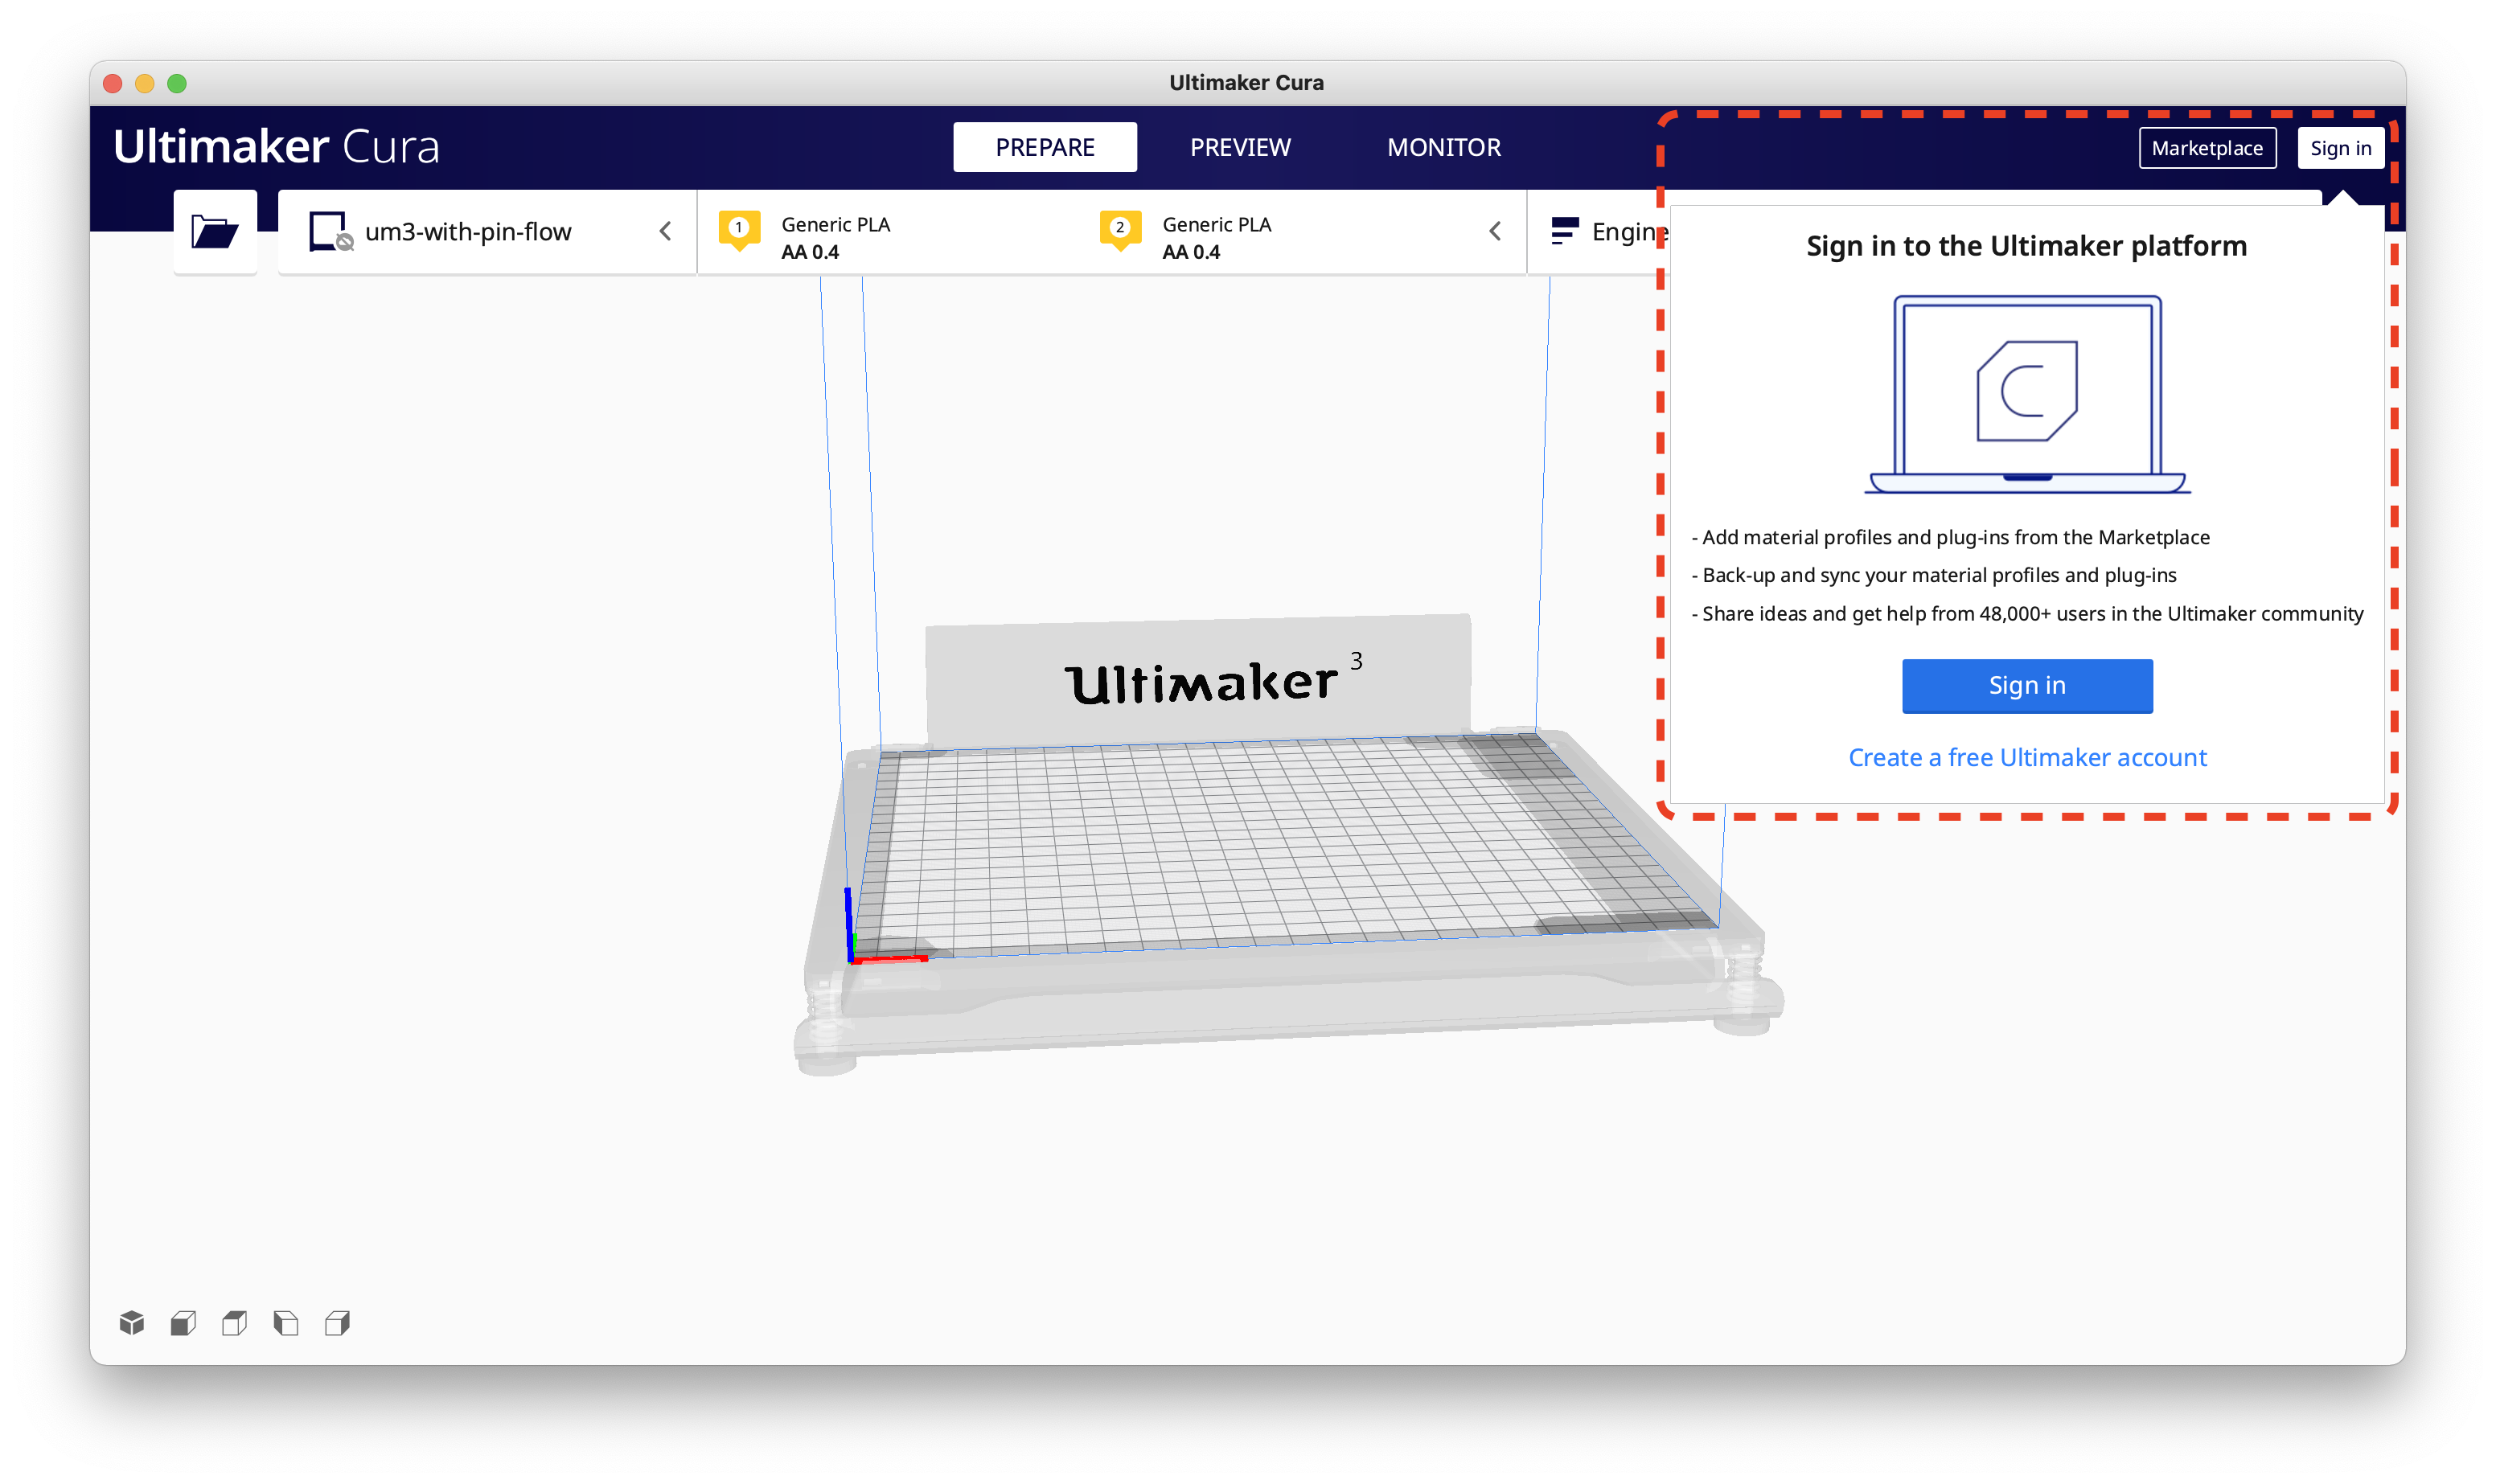 Ultimaker Cura
Ultimaker Cura
PREPARE
PREVIEW
MONITOR
Marketplace
Sign in
um3-with-pin-flow
1
Generic PLA
AA 0.4
2
Generic PLA
AA 0.4
Engine
Sign in to the Ultimaker platform
- Add material profiles and plug-ins from the Marketplace
- Back-up and sync your material profiles and plug-ins
- Share ideas and get help from 48,000+ users in the Ultimaker community
Sign in
Create a free Ultimaker account
Ultimaker 3